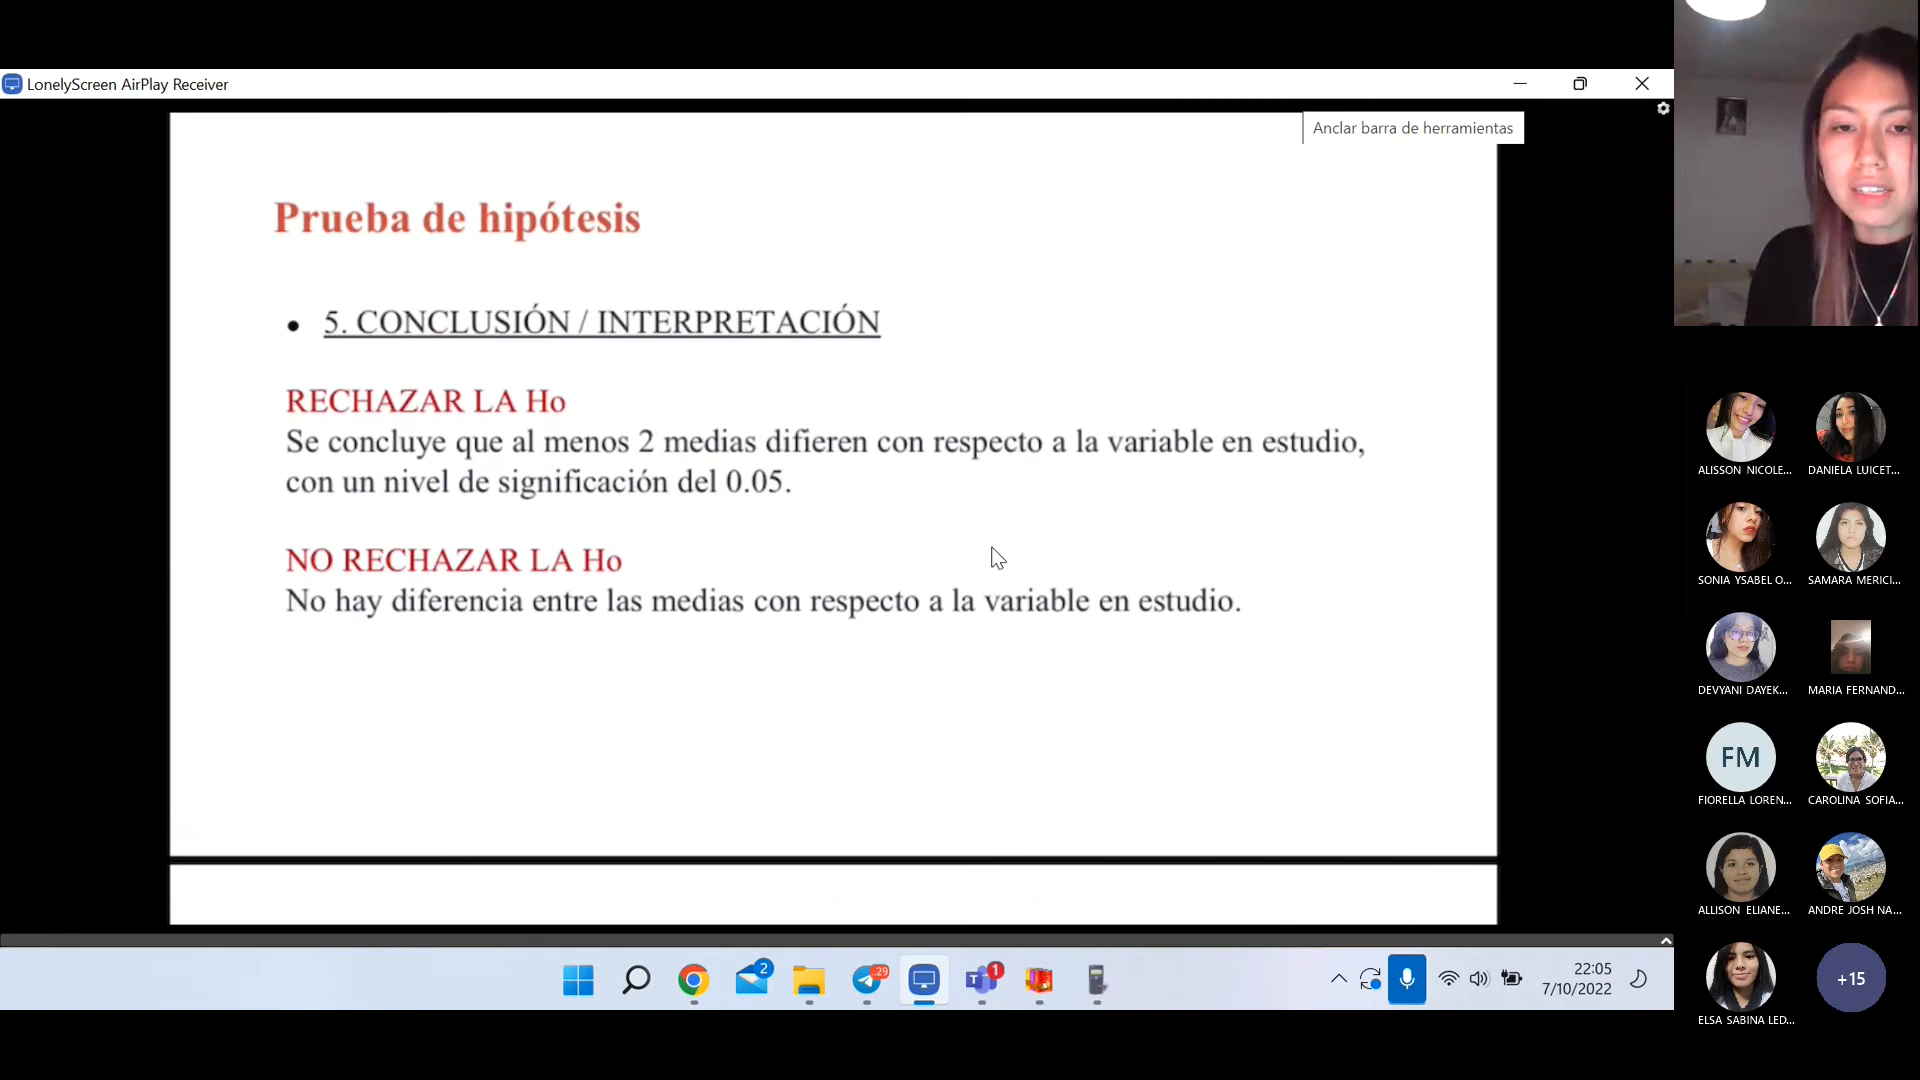 LonelyScreen AirPlay Receiver
Anclar barra de herramientas
Prueba de hipótesis
• 5. CONCLUSIÓN / INTERPRETACIÓN
RECHAZAR LA Ho
Se concluye que al menos 2 medias difieren con respecto a la variable en estudio,
con un nivel de significación del 0.05.
NO RECHAZAR LA Ho
No hay diferencia entre las medias con respecto a la variable en estudio.
ALISSON NICOLE...
DANIELA LUICET...
SONIA YSABEL O...
SAMARA MERICI...
DEVYANI DAYEK...
MARIA FERNAND...
FM
FIORELLA LOREN...
CAROLINA SOFIA...
ALLISON ELIANE...
ANDRE JOSH NA...
ELSA SABINA LED...
+15
2
29
1
22:05
7/10/2022